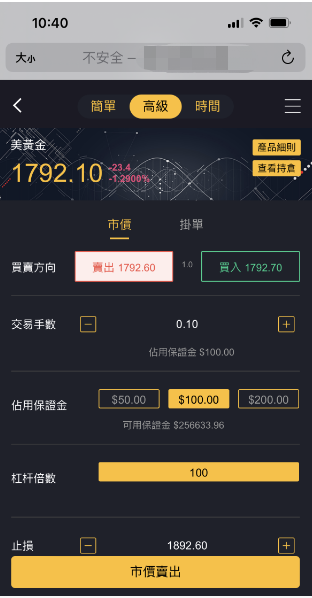 10:40
大小 不安全 –
簡單 高級 時間
美黃金
1792.10 -23.4
-1.2900%
產品細則
查看持倉
市價 掛單
買賣方向 賣出 1792.60 1.0 買入 1792.70
交易手數 0.10
佔用保證金 $100.00
佔用保證金 $50.00 $100.00 $200.00
可用保證金 $256633.96
杠杆倍數 100
止損 1892.60
市價賣出